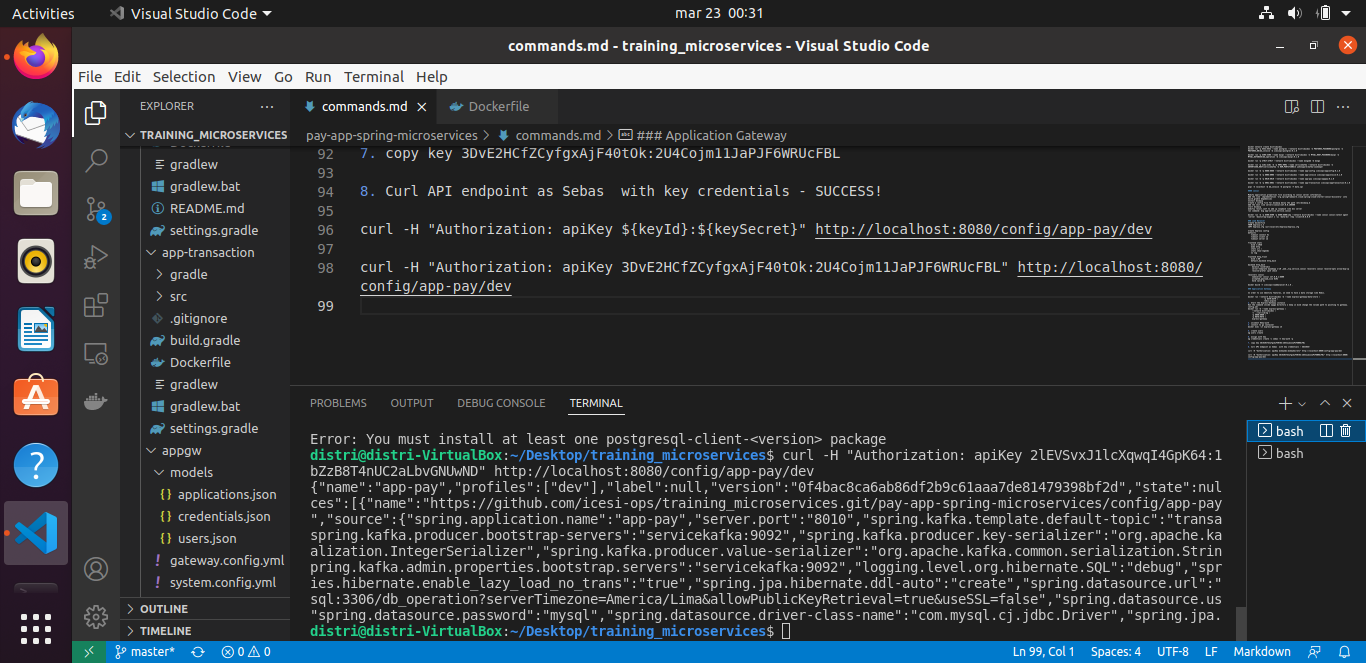 Activities
Visual Studio Code
mar 23 00:31
commands.md - training_microservices - Visual Studio Code
File Edit Selection View Go Run Terminal Help
EXPLORER
TRAINING_MICROSERVICES
gradlew
gradlew.bat
README.md
settings.gradle
app-transaction
gradle
src
.gitignore
build.gradle
Dockerfile
gradlew
gradlew.bat
settings.gradle
appgw
models
applications.json
credentials.json
users.json
gateway.config.yml
system.config.yml
OUTLINE
TIMELINE
2
commands.md
Dockerfile
pay-app-spring-microservices > commands.md > ### Application Gateway
92 7. copy key 3DvE2HCfZCyfgxAjF40tOk:2U4Cojm11JaPJF6WRUcFBL
93
94 8. Curl API endpoint as Sebas  with key credentials - SUCCESS!
95
96 curl -H "Authorization: apiKey ${keyId}:${keySecret}" http://localhost:8080/config/app-pay/dev
97
98 curl -H "Authorization: apiKey 3DvE2HCfZCyfgxAjF40tOk:2U4Cojm11JaPJF6WRUcFBL" http://localhost:8080/
config/app-pay/dev
99
PROBLEMS OUTPUT DEBUG CONSOLE TERMINAL
Error: You must install at least one postgresql-client-<version> package
distri@distri-VirtualBox:~/Desktop/training_microservices$ curl -H "Authorization: apiKey 2lEVSvxJ1lcXqwqI4GpK64:1
bZzB8T4nUC2aLbvGNUwND" http://localhost:8080/config/app-pay/dev
{"name":"app-pay","profiles":["dev"],"label":null,"version":"0f4bac8ca6ab86df2b9c61aaa7de81479398bf2d","state":nul
ces":[{"name":"https://github.com/icesi-ops/training_microservices.git/pay-app-spring-microservices/config/app-pay
","source":{"spring.application.name":"app-pay","server.port":"8010","spring.kafka.template.default-topic":"transa
spring.kafka.producer.bootstrap-servers":"servicekafka:9092","spring.kafka.producer.key-serializer":"org.apache.ka
alization.IntegerSerializer","spring.kafka.producer.value-serializer":"org.apache.kafka.common.serialization.Strin
pring.kafka.admin.properties.bootstrap.servers":"servicekafka:9092","logging.level.org.hibernate.SQL":"debug","spr
ies.hibernate.enable_lazy_load_no_trans":"true","spring.jpa.hibernate.ddl-auto":"create","spring.datasource.url":"
sql:3306/db_operation?serverTimezone=America/Lima&allowPublicKeyRetrieval=true&useSSL=false","spring.datasource.us
"spring.datasource.password":"mysql","spring.datasource.driver-class-name":"com.mysql.cj.jdbc.Driver","spring.jpa.
distri@distri-VirtualBox:~/Desktop/training_microservices$
bash
bash
master* 0 0
Ln 99, Col 1 Spaces: 4 UTF-8 LF Markdown